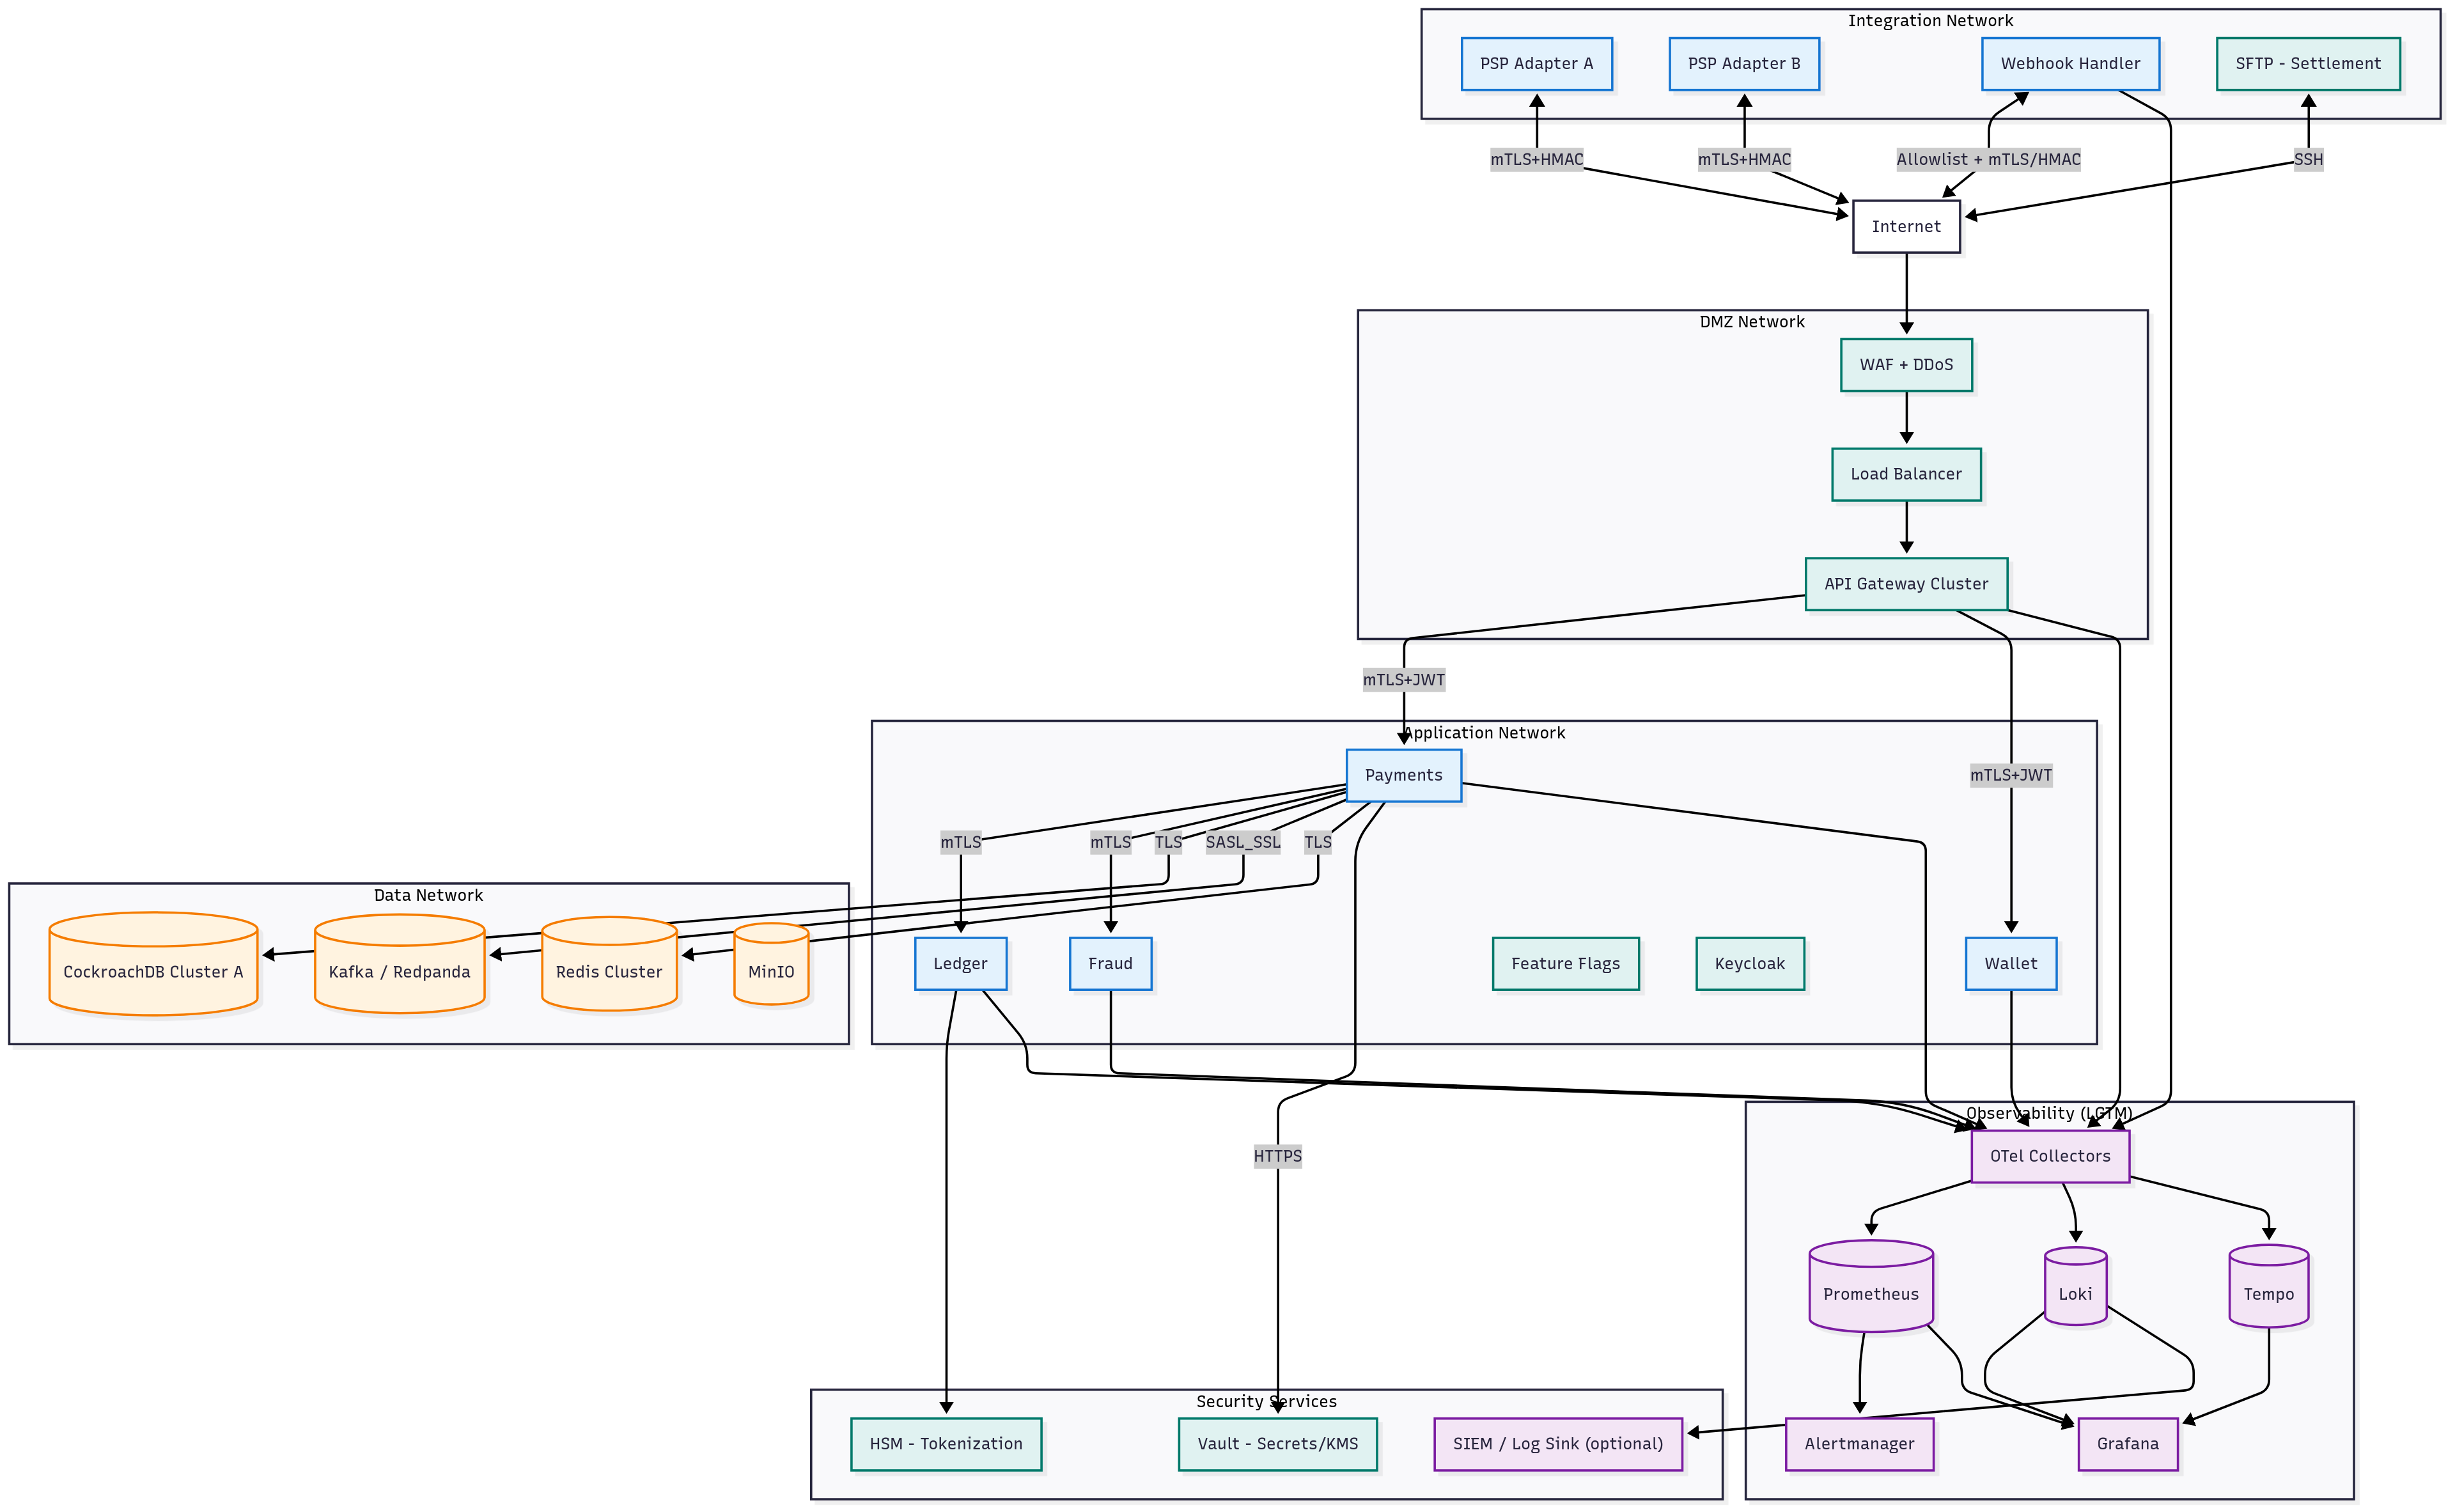 Integration Network
PSP Adapter A
PSP Adapter B
Webhook Handler
SFTP - Settlement
mTLS+HMAC
mTLS+HMAC
Allowlist + mTLS/HMAC
SSH
Internet
DMZ Network
WAF + DDoS
Load Balancer
API Gateway Cluster
mTLS+JWT
Application Network
Payments
mTLS+JWT
mTLS
mTLS
TLS
SASL_SSL
TLS
Data Network
CockroachDB Cluster A
Kafka / Redpanda
Redis Cluster
MinIO
Ledger
Fraud
Feature Flags
Keycloak
Wallet
Observability (LGTM)
HTTPS
OTel Collectors
Prometheus
Loki
Tempo
Security Services
HSM - Tokenization
Vault - Secrets/KMS
SIEM / Log Sink (optional)
Alertmanager
Grafana